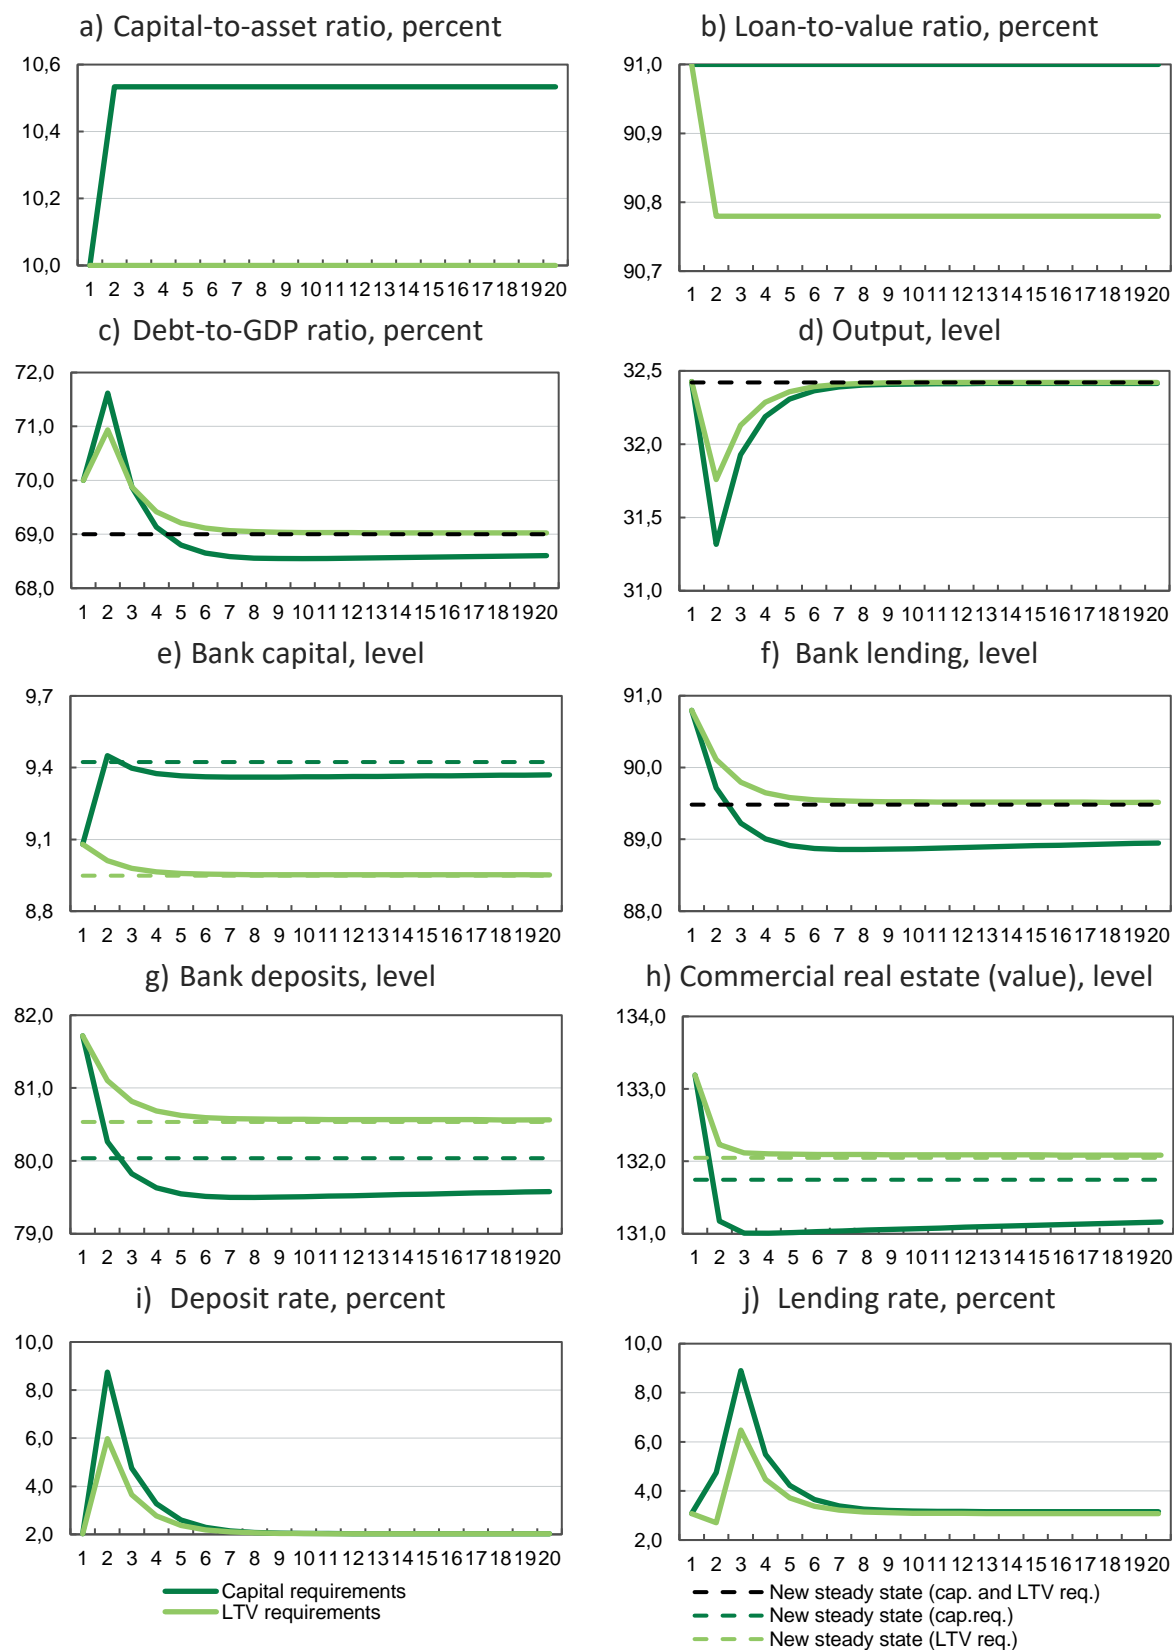 a) Capital-to-asset ratio, percent
10,6
10,4
10,2
10,0
1 2 3 4 5 6 7 8 9 10 11 12 13 14 15 16 17 18 19 20
b) Loan-to-value ratio, percent
91,0
90,9
90,8
90,7
1 2 3 4 5 6 7 8 9 10 11 12 13 14 15 16 17 18 19 20
c) Debt-to-GDP ratio, percent
72,0
71,0
70,0
69,0
68,0
1 2 3 4 5 6 7 8 9 10 11 12 13 14 15 16 17 18 19 20
d) Output, level
32,5
32,0
31,5
31,0
1 2 3 4 5 6 7 8 9 10 11 12 13 14 15 16 17 18 19 20
e) Bank capital, level
9,7
9,4
9,1
8,8
1 2 3 4 5 6 7 8 9 10 11 12 13 14 15 16 17 18 19 20
f) Bank lending, level
91,0
90,0
89,0
88,0
1 2 3 4 5 6 7 8 9 10 11 12 13 14 15 16 17 18 19 20
g) Bank deposits, level
82,0
81,0
80,0
79,0
1 2 3 4 5 6 7 8 9 10 11 12 13 14 15 16 17 18 19 20
h) Commercial real estate (value), level
134,0
133,0
132,0
131,0
1 2 3 4 5 6 7 8 9 10 11 12 13 14 15 16 17 18 19 20
i) Deposit rate, percent
10,0
8,0
6,0
4,0
2,0
1 2 3 4 5 6 7 8 9 10 11 12 13 14 15 16 17 18 19 20
j) Lending rate, percent
10,0
8,0
6,0
4,0
2,0
1 2 3 4 5 6 7 8 9 10 11 12 13 14 15 16 17 18 19 20
Capital requirements
LTV requirements
New steady state (cap. and LTV req.)
New steady state (cap.req.)
New steady state (LTV req.)